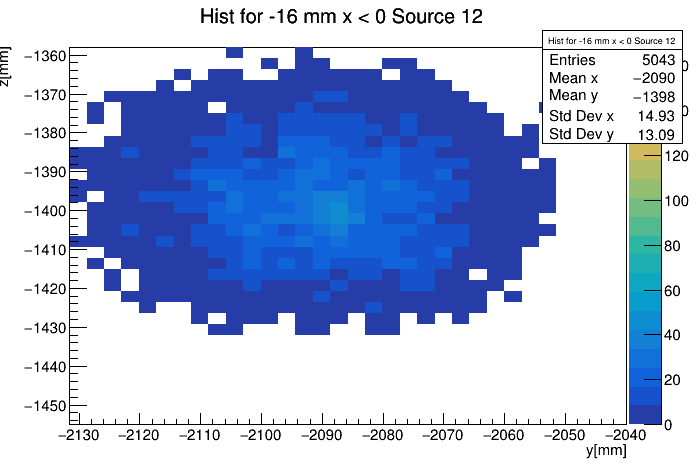 Hist for -16 mm x < 0 Source 12
Hist for -16 mm x < 0 Source 12
Entries 5043
Mean x −2090
Mean y −1398
Std Dev x 14.93
Std Dev y 13.09
z[mm]
−1360
−1370
−1380
−1390
−1400
−1410
−1420
−1430
−1440
−1450
−2130 −2120 −2110 −2100 −2090 −2080 −2070 −2060 −2050 −2040
y[mm]
0
0
120
100
80
60
40
20
0